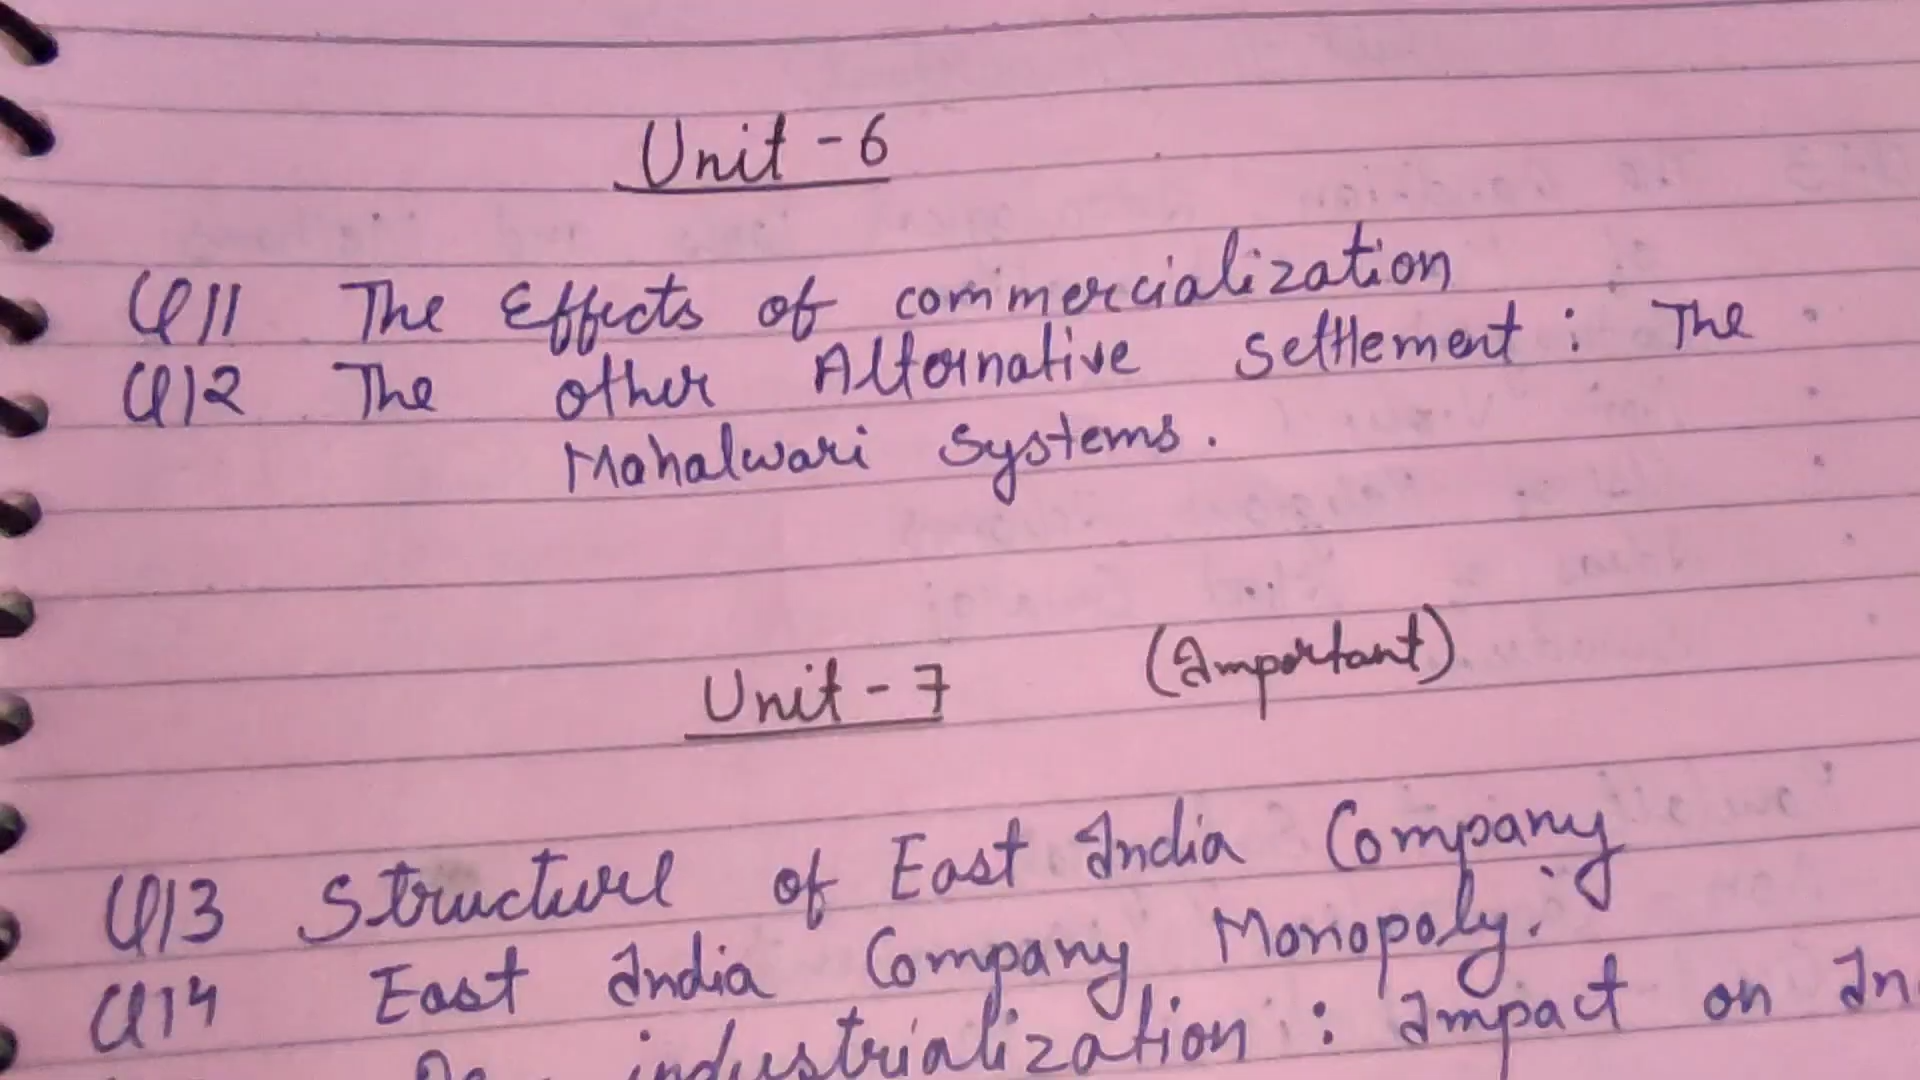 Unit - 6
Q11 The Effects of commercialization
Q12 The other Alternative Settlement : The
Mahalwari Systems.
Unit - 7 (Important)
Q13 Structure of East India Company
Q14 East India Company Monopoly.
industrialization : Impact on In